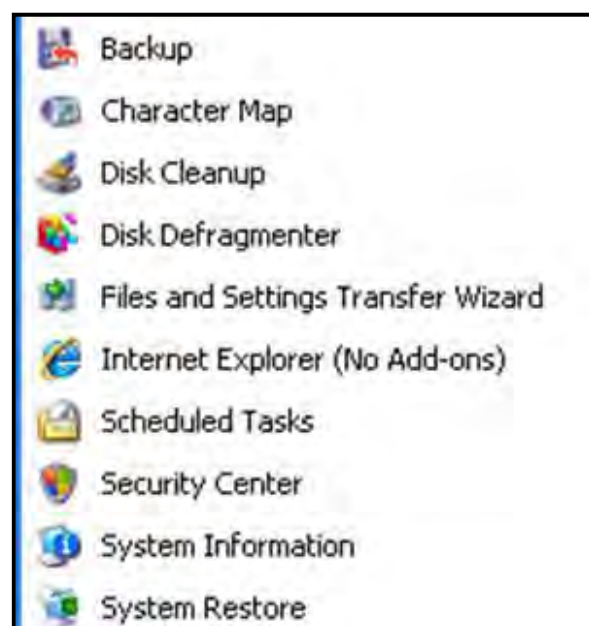 Backup
Character Map
Disk Cleanup
Disk Defragmenter
Files and Settings Transfer Wizard
Internet Explorer (No Add-ons)
Scheduled Tasks
Security Center
System Information
System Restore